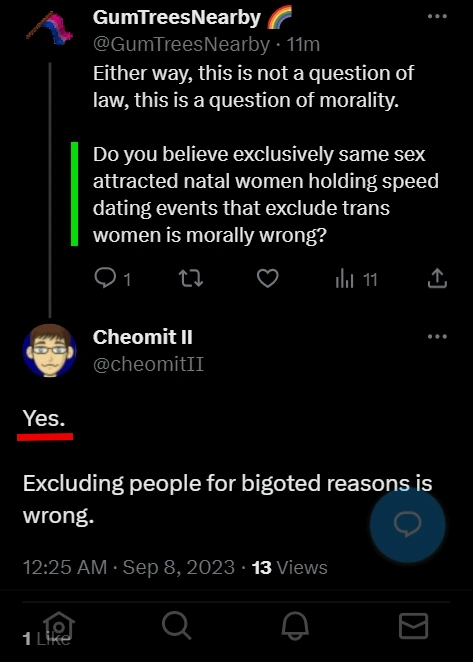 GumTreesNearby 🌈
@GumTreesNearby · 11m
Either way, this is not a question of
law, this is a question of morality.
Do you believe exclusively same sex
attracted natal women holding speed
dating events that exclude trans
women is morally wrong?
1 11
Cheomit II
@cheomitII
Yes.
Excluding people for bigoted reasons is
wrong.
12:25 AM · Sep 8, 2023 · 13 Views
1 Like